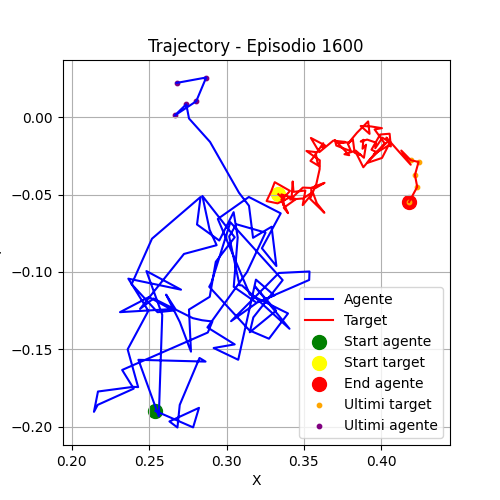 Trajectory - Episodio 1600
0.00
−0.05
−0.10
−0.15
−0.20
Agente
Target
Start agente
Start target
End agente
Ultimi target
Ultimi agente
0.20 0.25 0.30 0.35 0.40
X